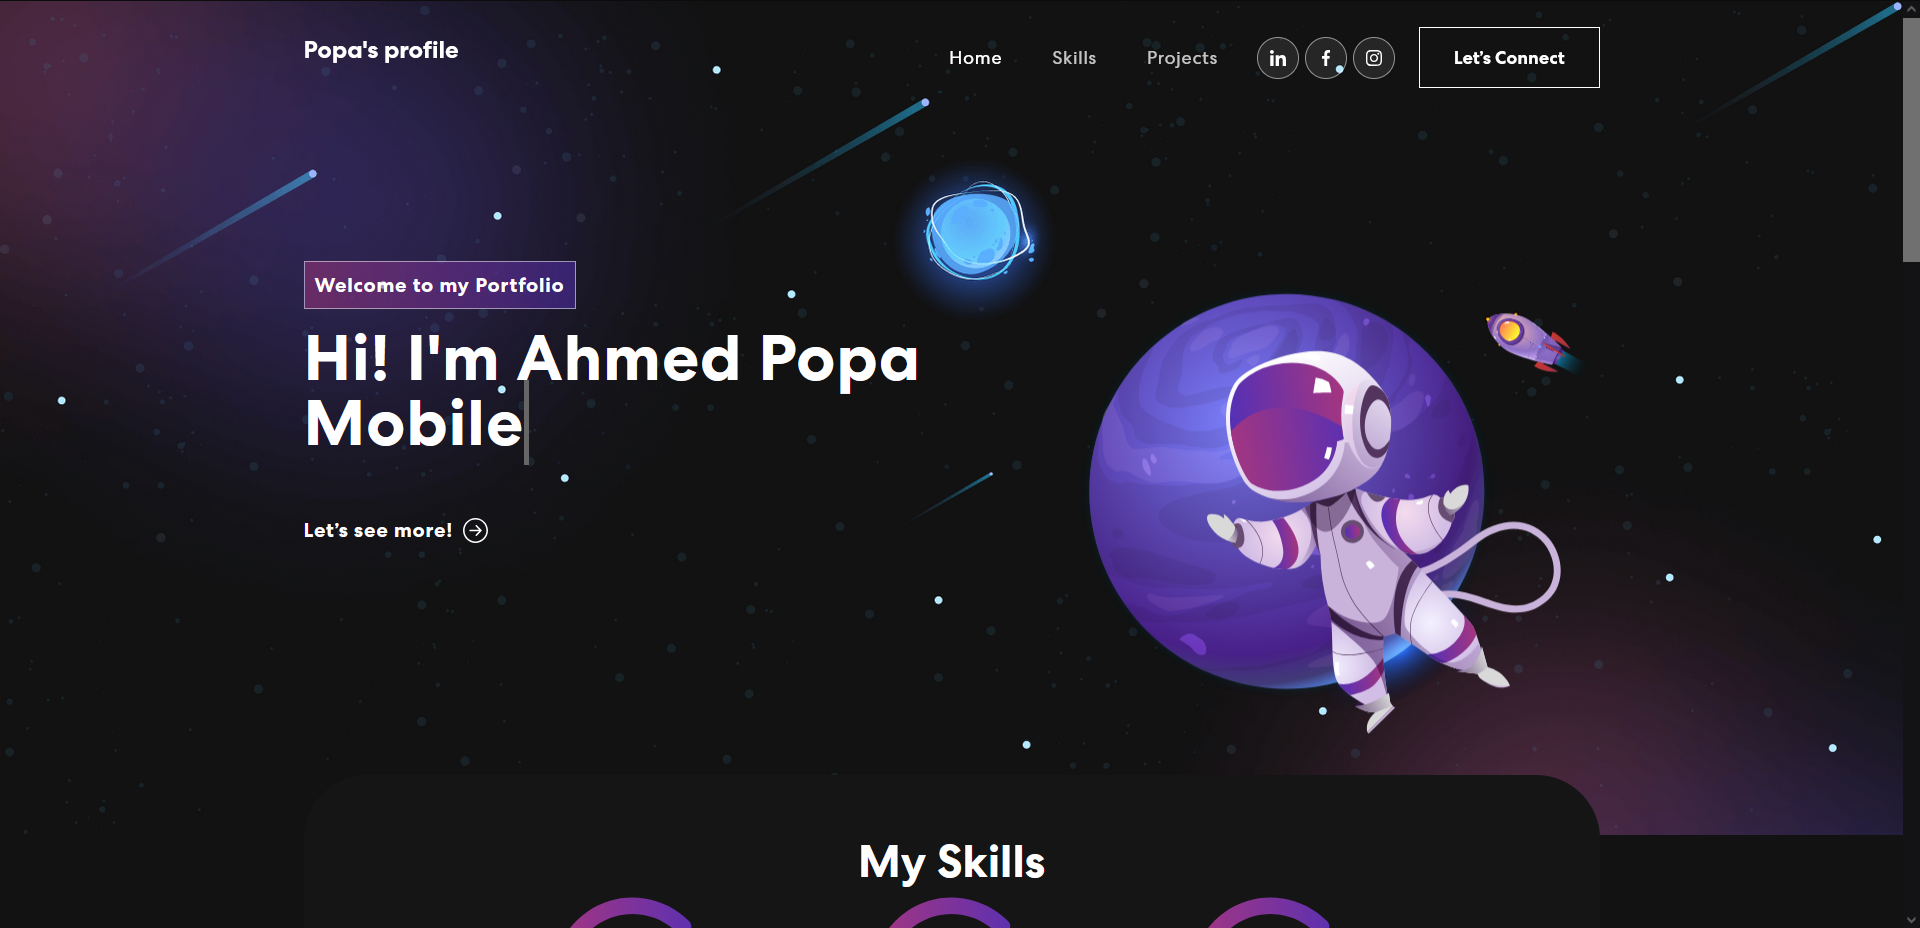 Popa's profile
Home
Skills
Projects
in
f
Let's Connect
Welcome to my Portfolio
Hi! I'm Ahmed Popa
Mobile
Let's see more!
My Skills